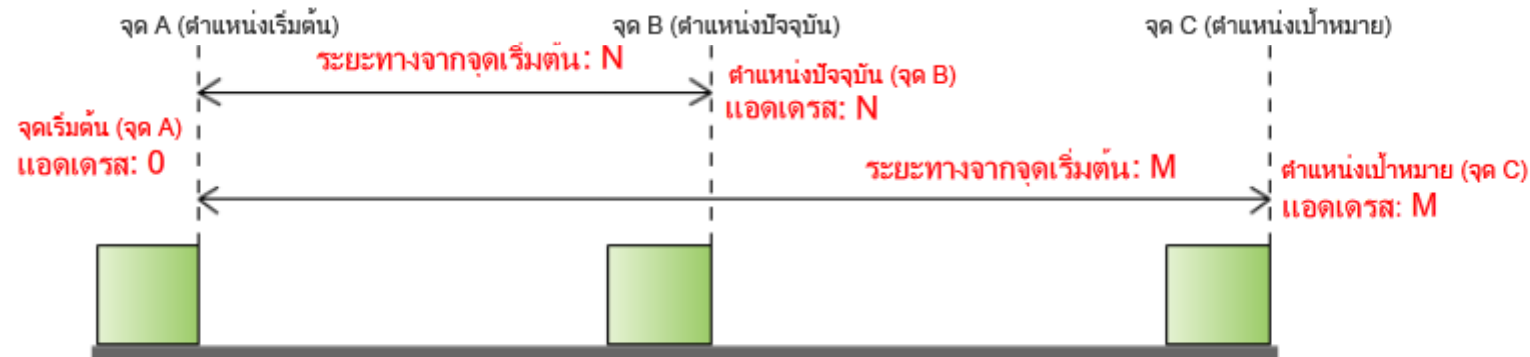 จุด A (ตำแหน่งเริ่มต้น)
จุด B (ตำแหน่งปัจจุบัน)
จุด C (ตำแหน่งเป้าหมาย)
ระยะทางจากจุดเริ่มต้น: N
ตำแหน่งปัจจุบัน (จุด B)
แอดเดรส: N
จุดเริ่มต้น (จุด A)
แอดเดรส: 0
ระยะทางจากจุดเริ่มต้น: M
ตำแหน่งเป้าหมาย (จุด C)
แอดเดรส: M